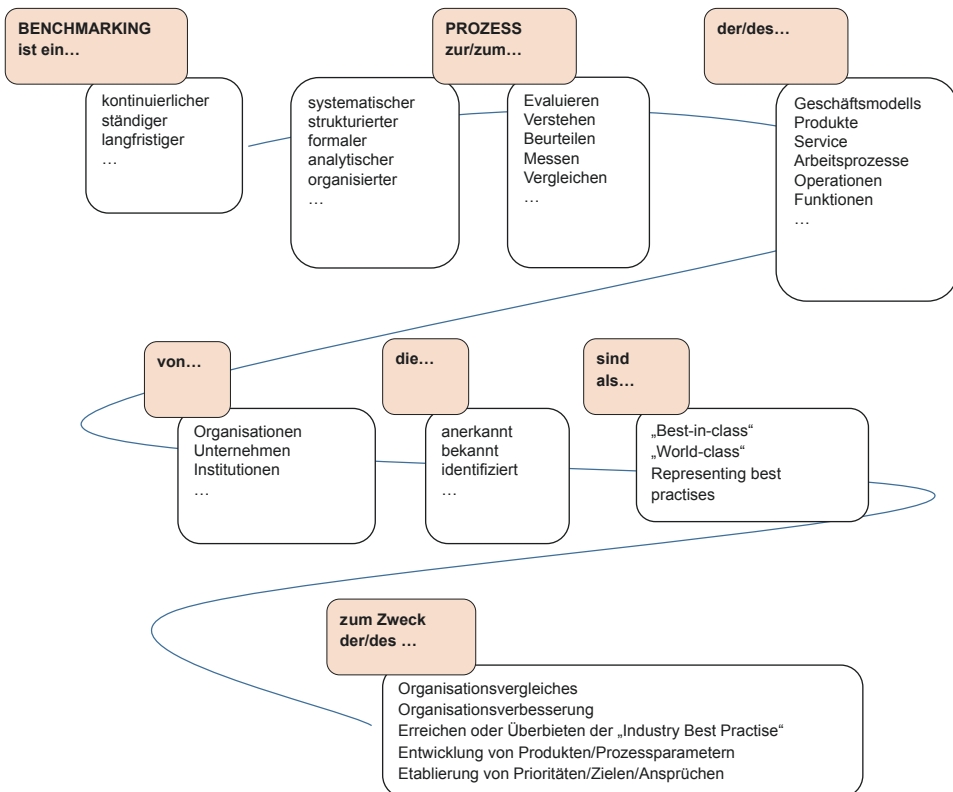 BENCHMARKING
ist ein…
kontinuierlicher
ständiger
langfristiger
…
systematischer
strukturierter
formaler
analytischer
organisierter
…
PROZESS
zur/zum…
Evaluieren
Verstehen
Beurteilen
Messen
Vergleichen
…
der/des…
Geschäftsmodells
Produkte
Service
Arbeitsprozesse
Operationen
Funktionen
…
von…
Organisationen
Unternehmen
Institutionen
…
die…
anerkannt
bekannt
identifiziert
…
sind
als…
„Best-in-class“
„World-class“
Representing best
practises
zum Zweck
der/des …
Organisationsvergleiches
Organisationsverbesserung
Erreichen oder Überbieten der „Industry Best Practise“
Entwicklung von Produkten/Prozessparametern
Etablierung von Prioritäten/Zielen/Ansprüchen